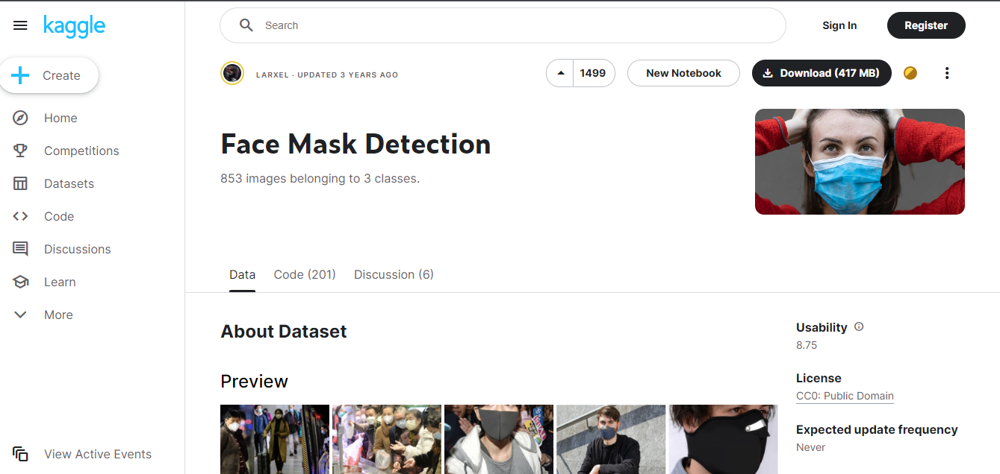 kaggle
Search
Sign In
Register
Create
LARXEL · UPDATED 3 YEARS AGO
1499
New Notebook
Download (417 MB)
Home
Competitions
Datasets
Code
Discussions
Learn
More
View Active Events
Face Mask Detection
853 images belonging to 3 classes.
Data
Code (201)
Discussion (6)
About Dataset
Preview
Usability
8.75
License
CC0: Public Domain
Expected update frequency
Never